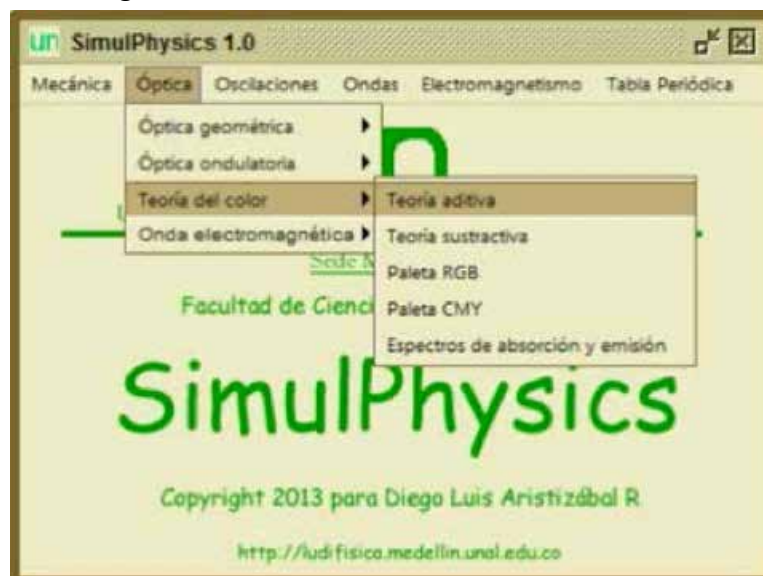 un SimulPhysics 1.0
Mecánica Óptica Oscilaciones Ondas Electromagnetismo Tabla Periódica
Óptica geométrica
Óptica ondulatoria
Teoría del color
Onda electromagnética
Teoría aditiva
Teoría sustractiva
Paleta RGB
Paleta CMY
Espectros de absorción y emisión
n
U
Sede
Facultad de Cienci
SimulPhysics
Copyright 2013 para Diego Luis Aristizábal R
http://ludifisica.medellin.unal.edu.co